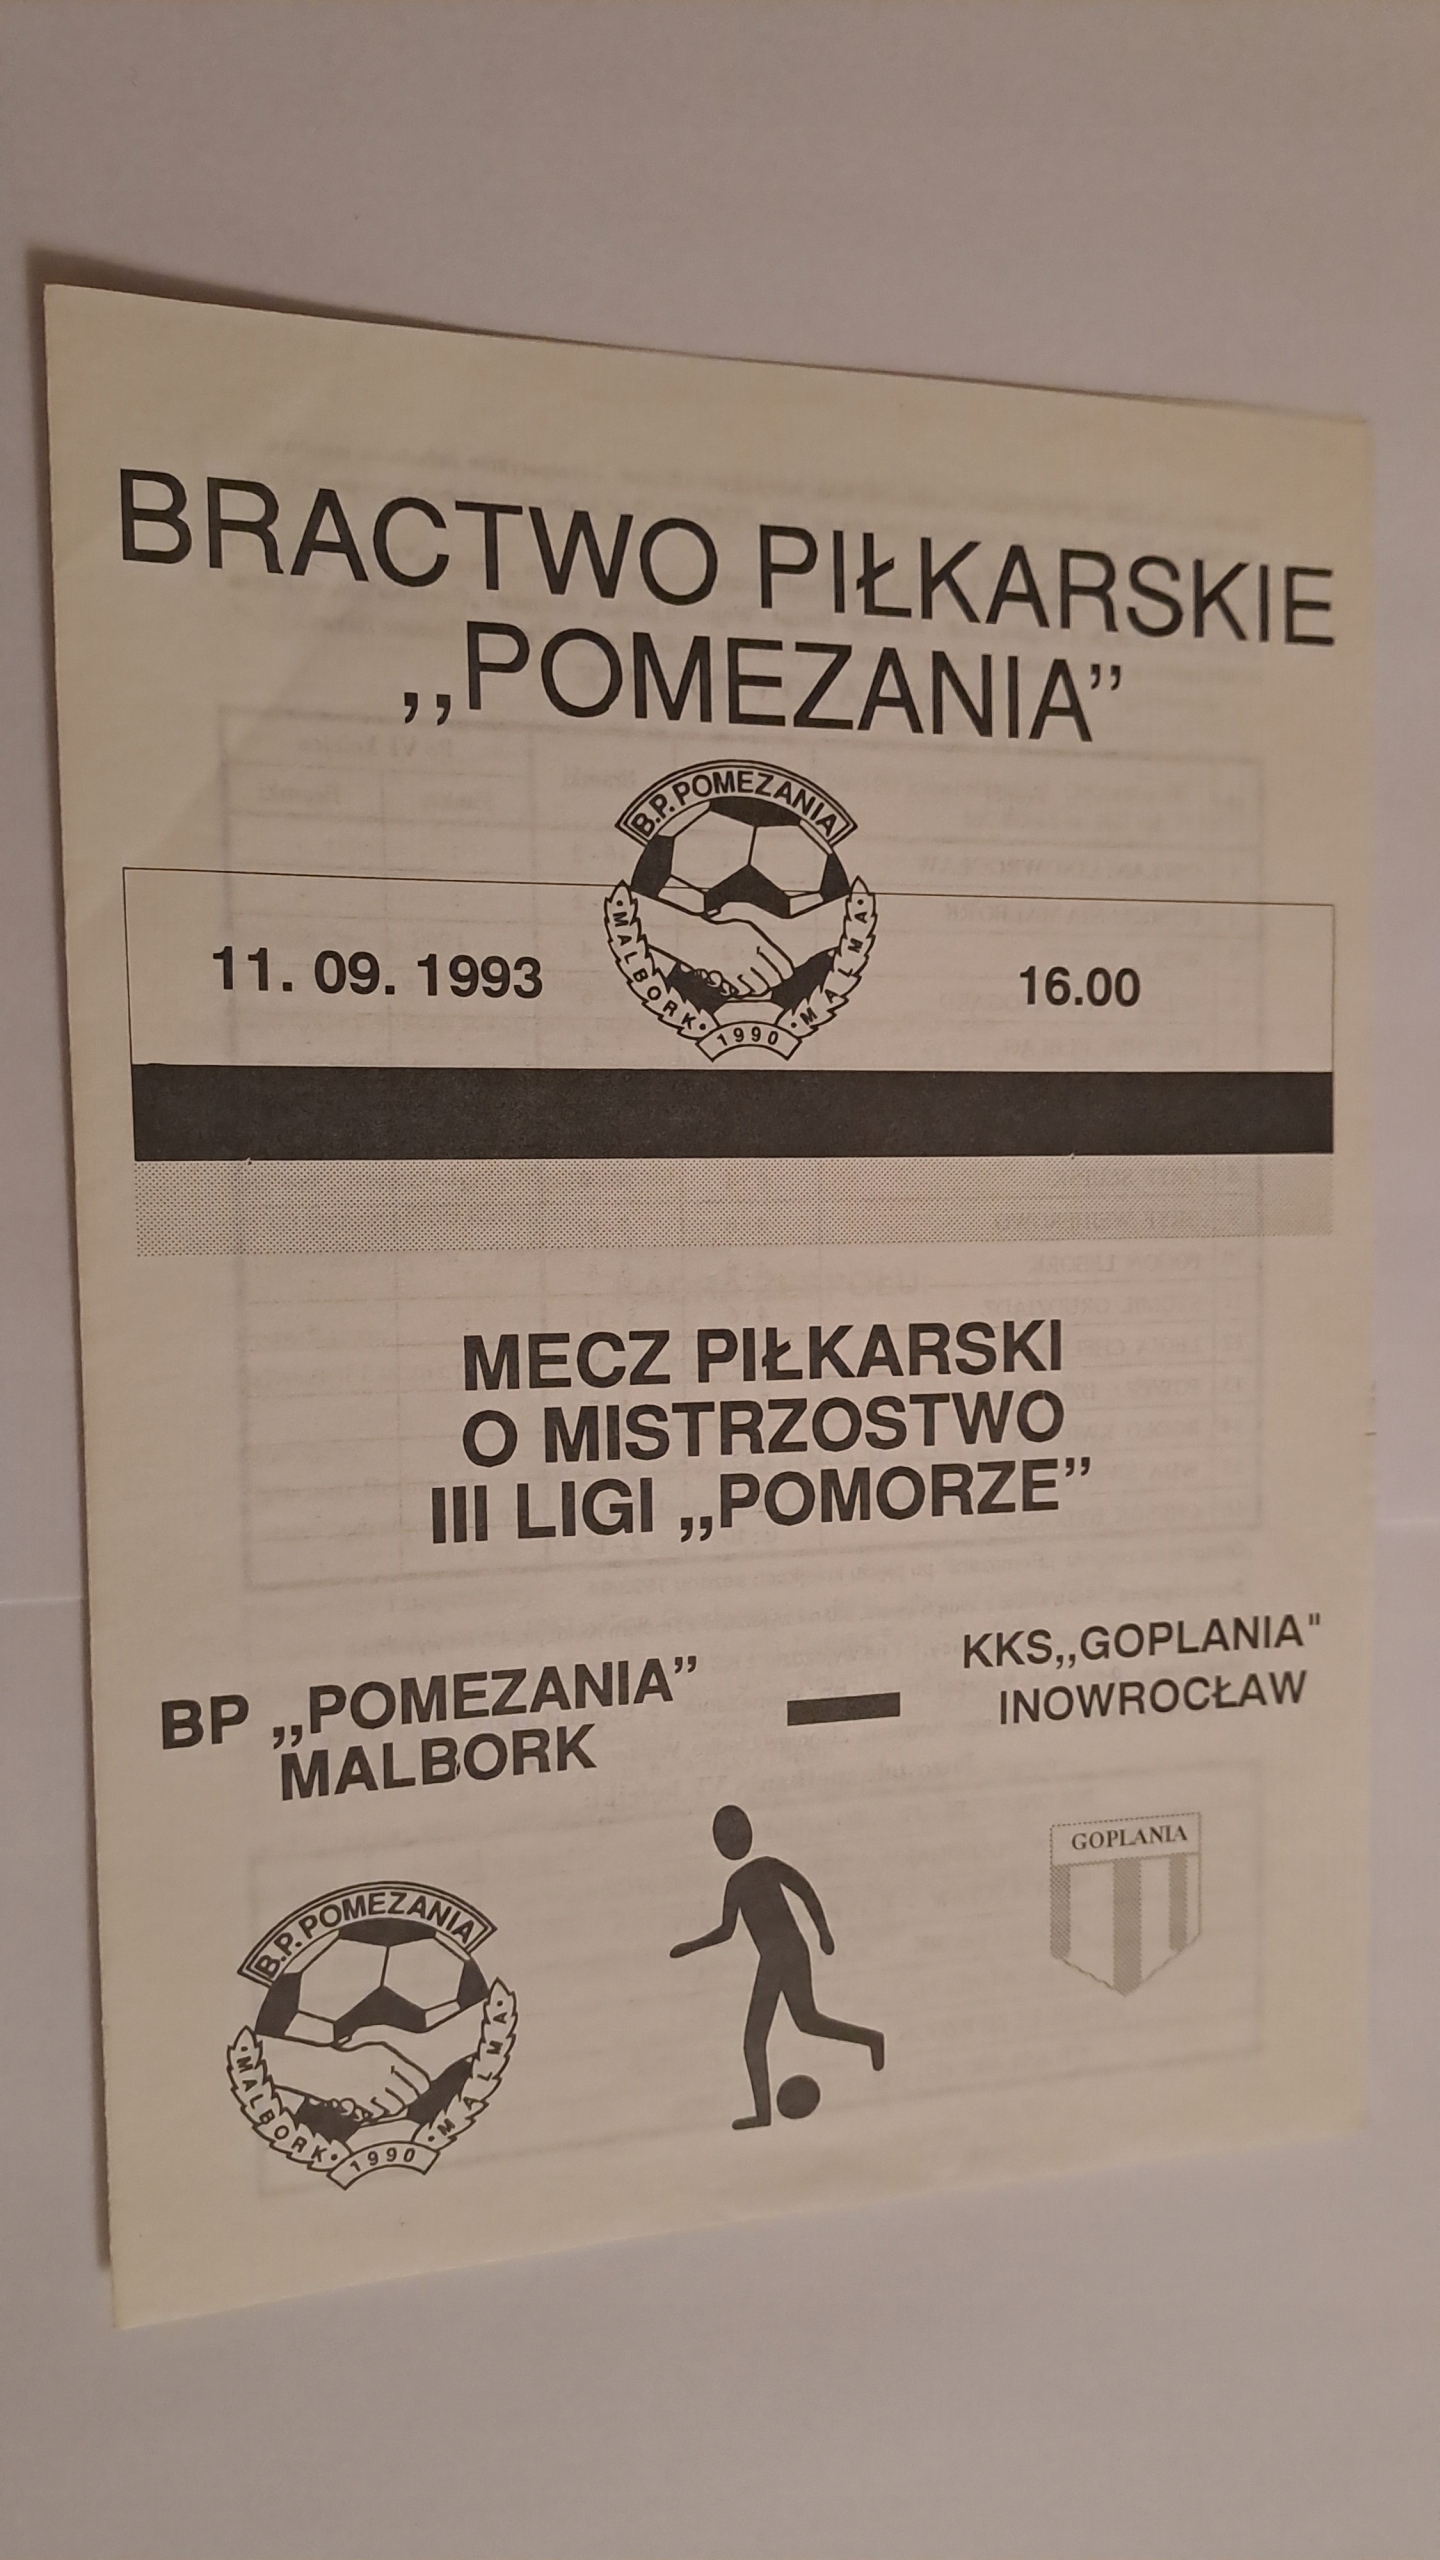 BRACTWO PIŁKARSKIE
,,POMEZANIA”
B.P. POMEZANIA
MALBORK
MALMA
1990
11. 09. 1993
16.00
MECZ PIŁKARSKI
O MISTRZOSTWO
III LIGI ,,POMORZE”
BP ,,POMEZANIA”
MALBORK
KKS,,GOPLANIA"
INOWROCŁAW
GOPLANIA
B.P. POMEZANIA
MALBORK
MALMA
1990